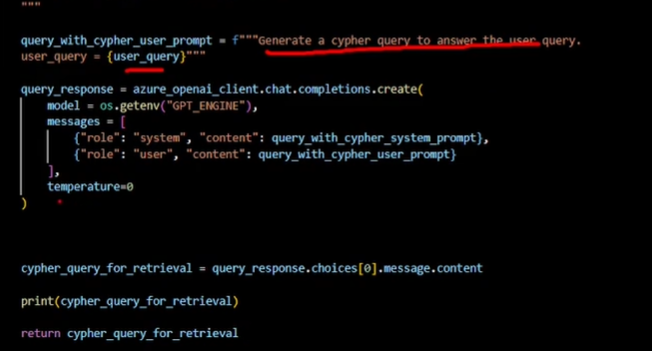 """
query_with_cypher_user_prompt = f"""Generate a cypher query to answer the user query.
user_query = {user_query}"""
query_response = azure_openai_client.chat.completions.create(
model = os.getenv("GPT_ENGINE"),
messages = [
{"role": "system", "content": query_with_cypher_system_prompt},
{"role": "user", "content": query_with_cypher_user_prompt}
],
temperature=0
)
cypher_query_for_retrieval = query_response.choices[0].message.content
print(cypher_query_for_retrieval)
return cypher_query_for_retrieval